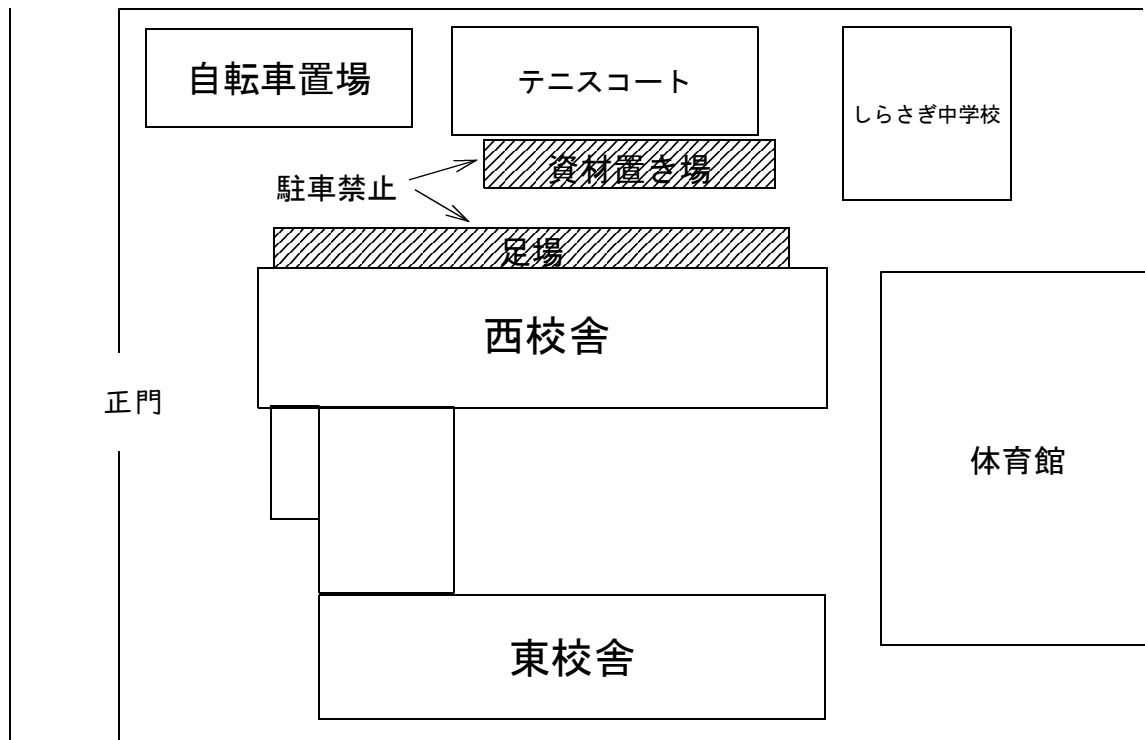 自転車置場
テニスコート
しらさぎ中学校
資材置き場
駐車禁止
足場
西校舎
正門
体育館
東校舎